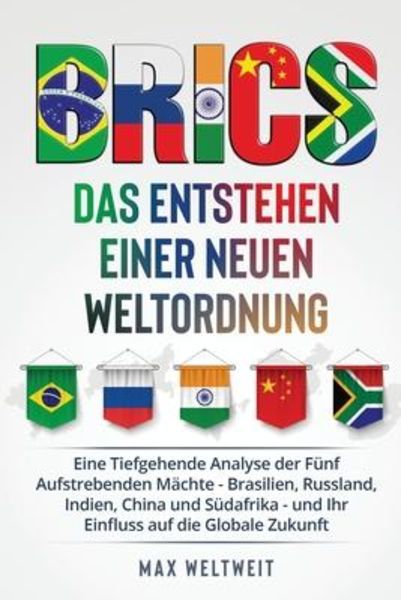 BRICS
DAS ENTSTEHEN
EINER NEUEN
WELTORDNUNG
Eine Tiefgehende Analyse der Fünf
Aufstrebenden Mächte - Brasilien, Russland,
Indien, China und Südafrika - und Ihr
Einfluss auf die Globale Zukunft
MAX WELTWEIT